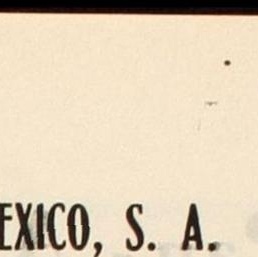 EXICO, S. A.